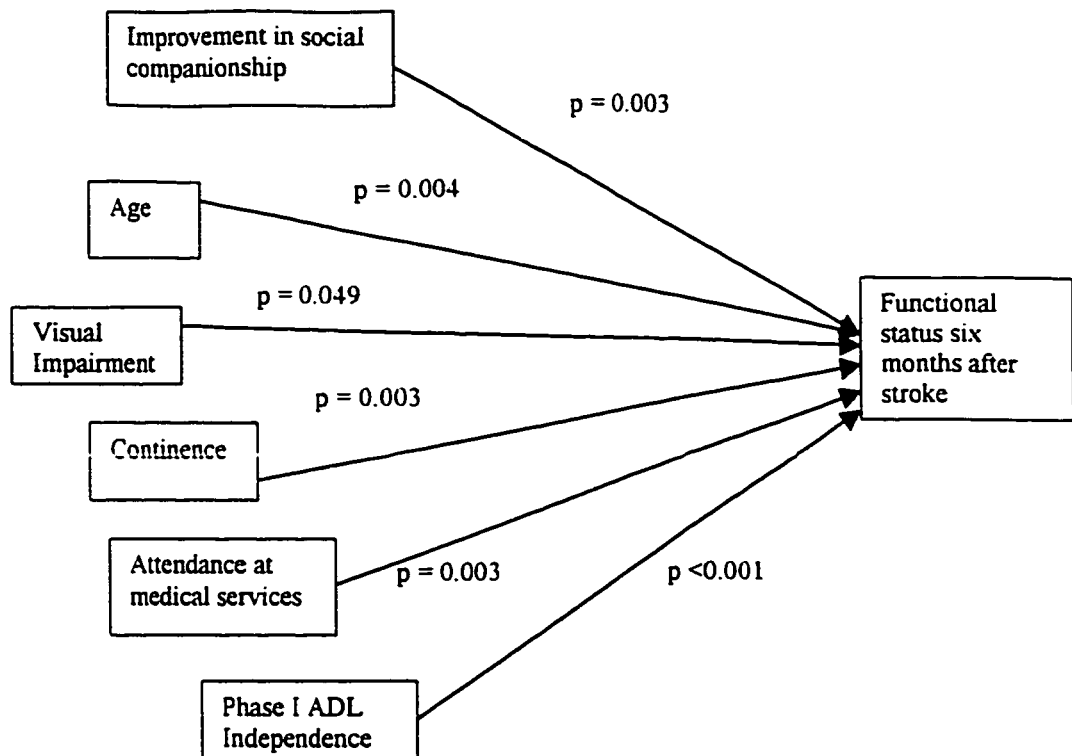 Improvement in social
companionship
p = 0.003
p = 0.004
Age
p = 0.049
Visual
Impairment
Functional
status six
months after
stroke
p = 0.003
Continence
Attendance at
medical services
p = 0.003
p <0.001
Phase I ADL
Independence